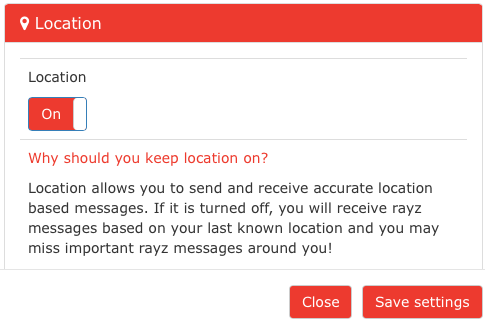 Location
Location
On
Why should you keep location on?
Location allows you to send and receive accurate location
based messages. If it is turned off, you will receive rayz
messages based on your last known location and you may
miss important rayz messages around you!
Close
Save settings